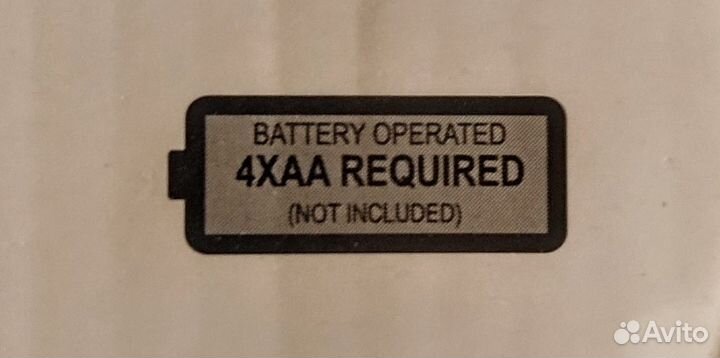 BATTERY OPERATED
4XAA REQUIRED
(NOT INCLUDED)
Avito